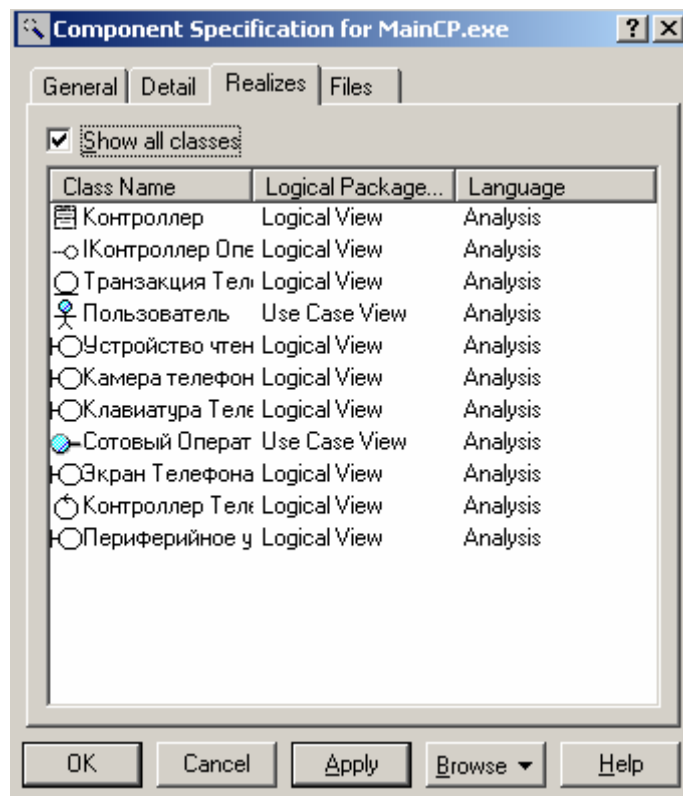 Component Specification for MainCP.exe
General Detail Realizes Files
Show all classes
Class Name Logical Package... Language
Контроллер Logical View Analysis
IКонтроллер Опе Logical View Analysis
Транзакция Тел Logical View Analysis
Пользователь Use Case View Analysis
Устройство чтен Logical View Analysis
Камера телефон Logical View Analysis
Клавиатура Теле Logical View Analysis
Сотовый Операт Use Case View Analysis
Экран Телефона Logical View Analysis
Контроллер Теле Logical View Analysis
Периферийное у Logical View Analysis
OK Cancel Apply Browse Help